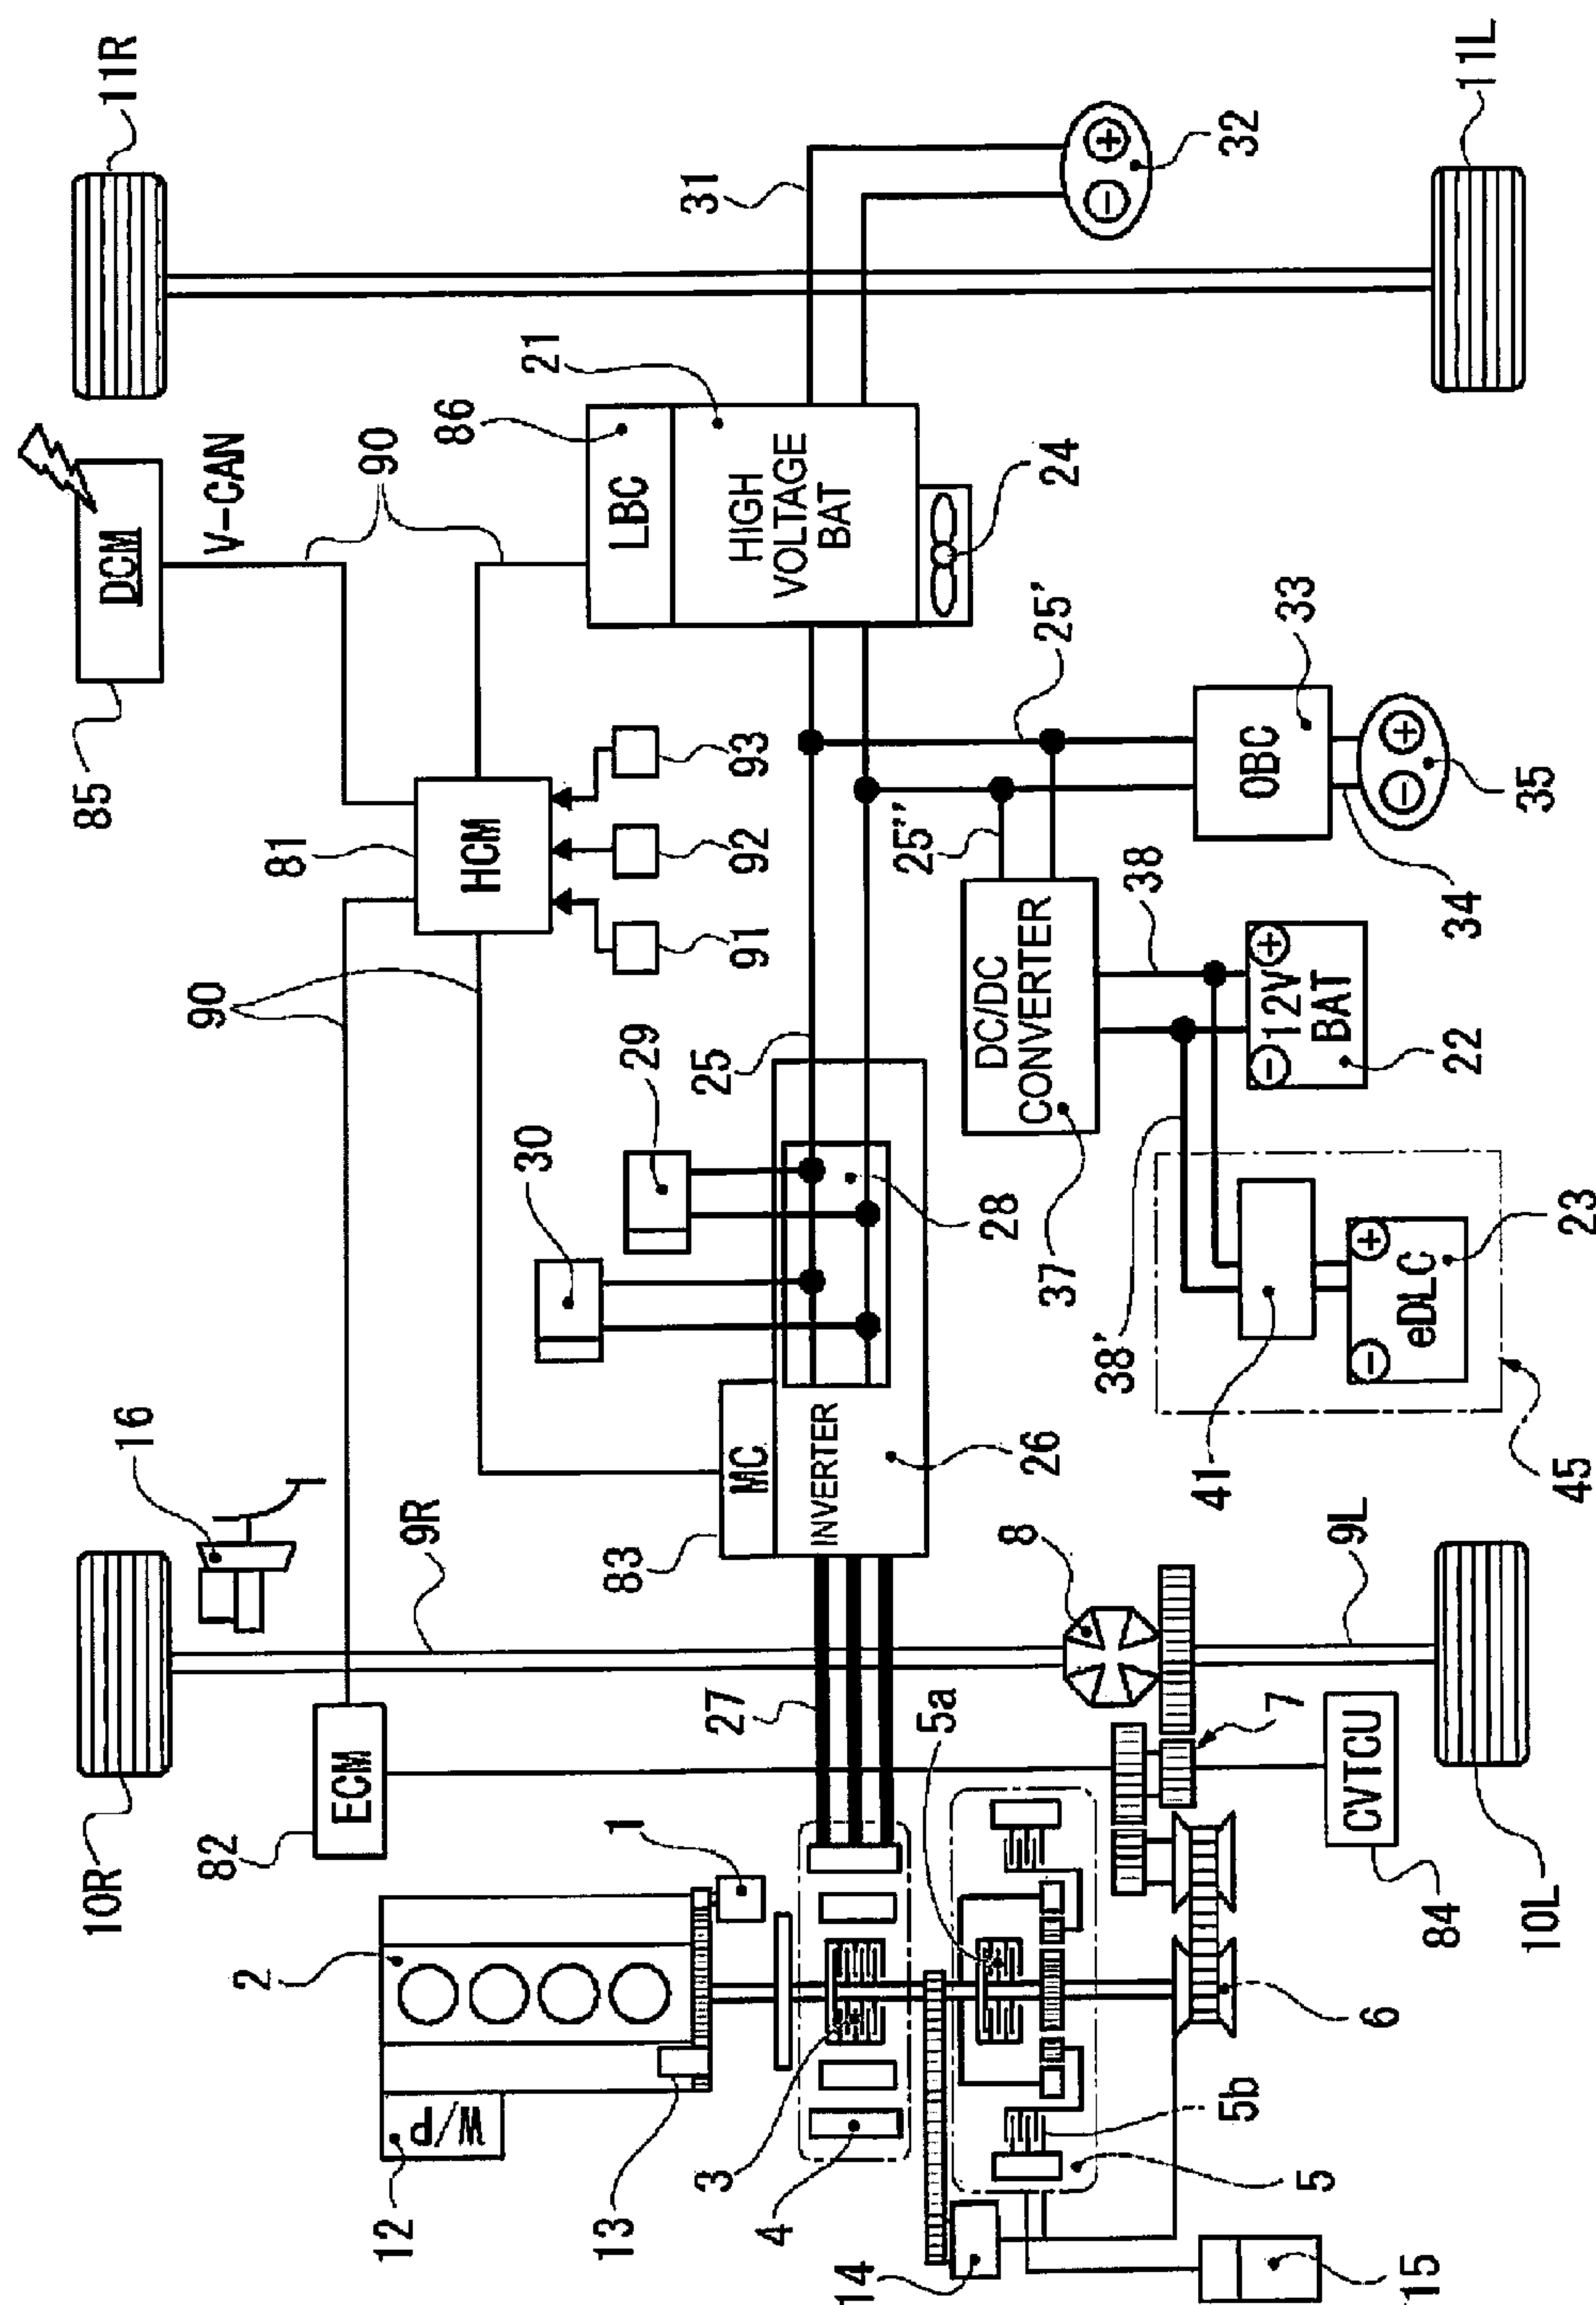 10R
16
85
DCM
V-CAN
11R
82
ECM
90
81
HCM
90
LBC
86
21
12
W/P
2
9R
30
29
91
92
93
HIGH
VOLTAGE
BAT
31
13
1
83
MC
25
INVERTER
24
32
3
27
26
28
25''
25'
4
5a
8
37
DC/DC
CONVERTER
38
OBC
33
14
5b
38'
12V
BAT
34
5
7
41
eDLC
22
35
15
6
CVTCU
9L
45
23
84
10L
11L